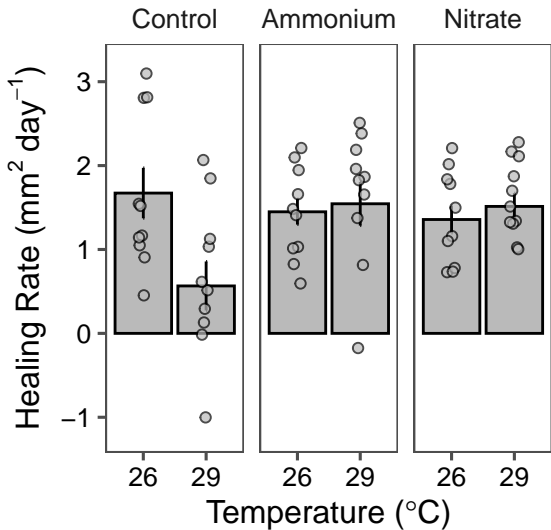 Control Ammonium Nitrate
Healing Rate (mm² day⁻¹)
3
2
1
0
−1
26 29 26 29 26 29
Temperature (°C)